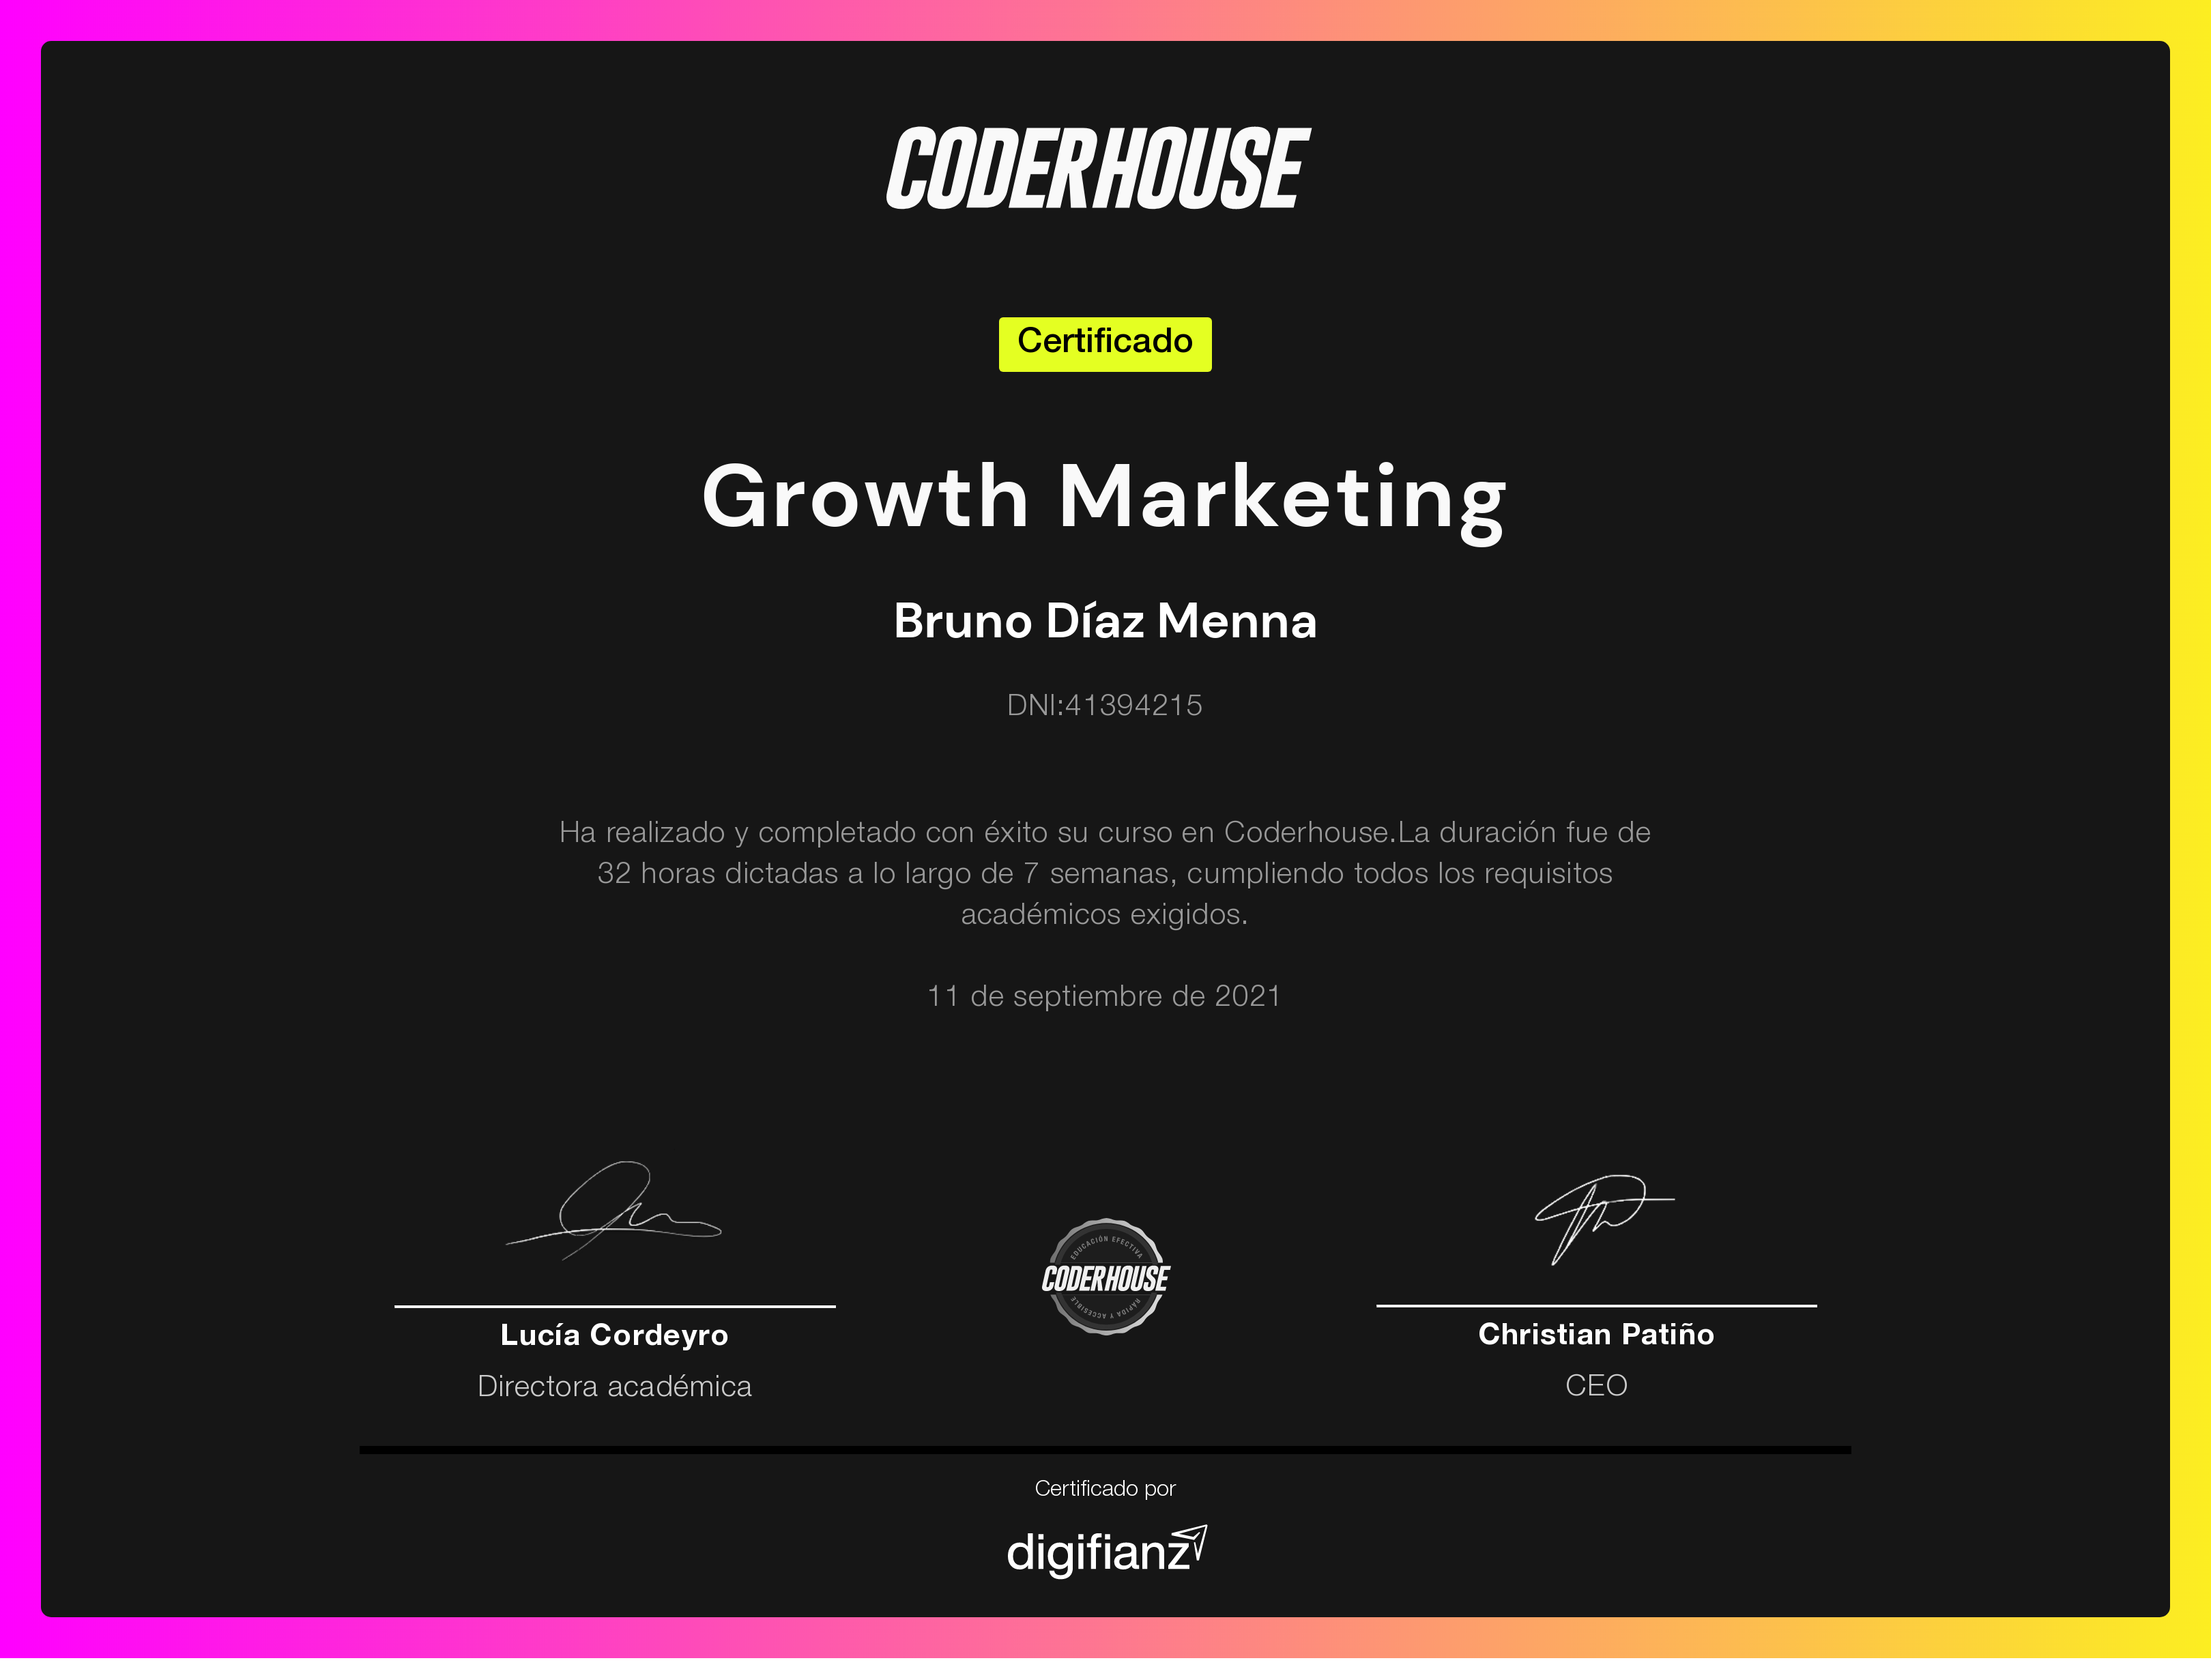 CODERHOUSE
Certificado
Growth Marketing
Bruno Díaz Menna
DNI:41394215
Ha realizado y completado con éxito su curso en Coderhouse.La duración fue de
32 horas dictadas a lo largo de 7 semanas, cumpliendo todos los requisitos
académicos exigidos.
11 de septiembre de 2021
EDUCACIÓN EFECTIVA
CODERHOUSE
RÁPIDA Y ACCESIBLE
Lucía Cordeyro
Directora académica
Christian Patiño
CEO
Certificado por
digifianz